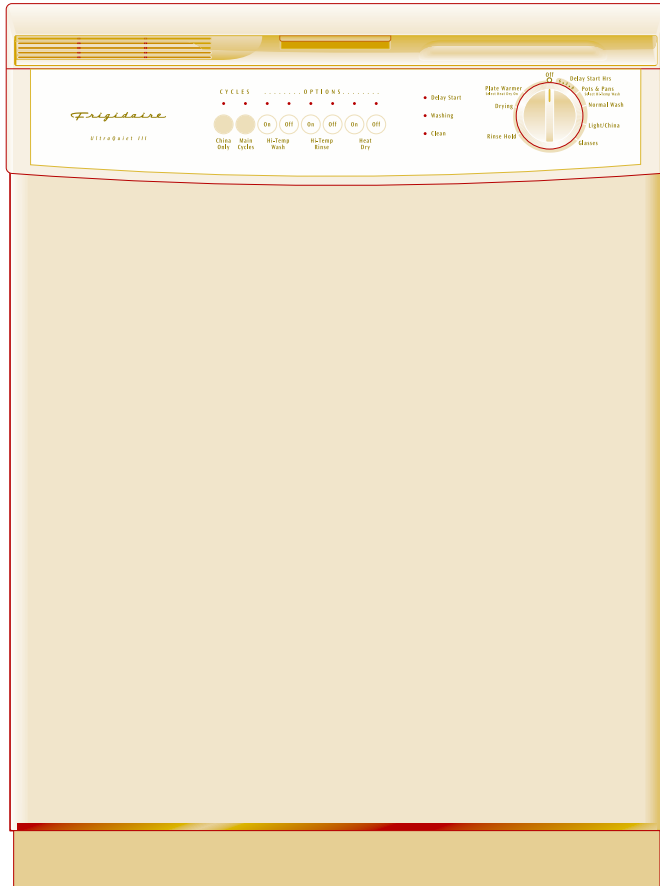 Frigidaire
UltraQuiet III
CYCLES ........OPTIONS........
On Off On Off On Off
China Only
Main Cycles
Hi-Temp Wash
Hi-Temp Rinse
Heat Dry
Delay Start
Washing
Clean
Off
Delay Start Hrs
Plate Warmer
Pots & Pans
Drying
Normal Wash
Light/China
Rinse Hold
Glasses